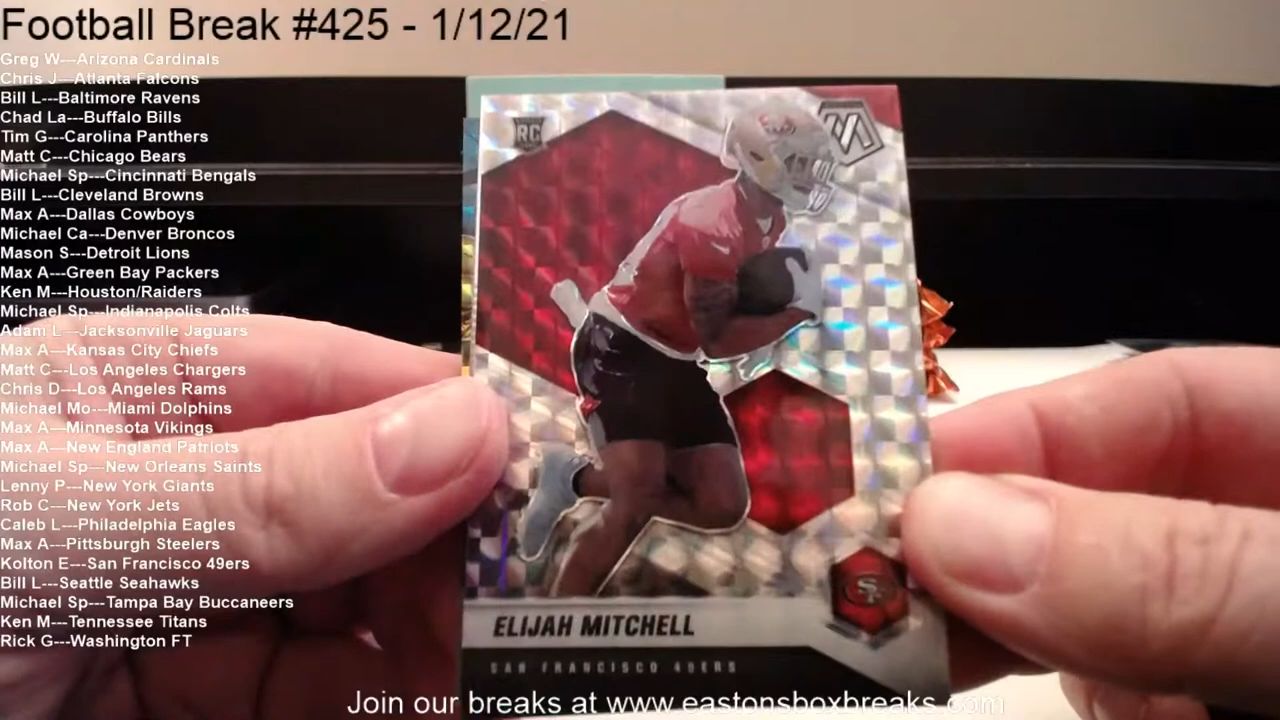 Football Break #425 - 1/12/21
Greg W---Arizona Cardinals
Chris J---Atlanta Falcons
Bill L---Baltimore Ravens
Chad La---Buffalo Bills
Tim G---Carolina Panthers
Matt C---Chicago Bears
Michael Sp---Cincinnati Bengals
Bill L---Cleveland Browns
Max A---Dallas Cowboys
Michael Ca---Denver Broncos
Mason S---Detroit Lions
Max A---Green Bay Packers
Ken M---Houston/Raiders
Michael Sp---Indianapolis Colts
Adam L---Jacksonville Jaguars
Max A---Kansas City Chiefs
Matt C---Los Angeles Chargers
Chris D---Los Angeles Rams
Michael Mo---Miami Dolphins
Max A---Minnesota Vikings
Max A---New England Patriots
Michael Sp---New Orleans Saints
Lenny P---New York Giants
Rob C---New York Jets
Caleb L---Philadelphia Eagles
Max A---Pittsburgh Steelers
Kolton E---San Francisco 49ers
Bill L---Seattle Seahawks
Michael Sp---Tampa Bay Buccaneers
Ken M---Tennessee Titans
Rick G---Washington FT
RC
M
SF
ELIJAH MITCHELL
SAN FRANCISCO 49ERS
Join our breaks at www.eastonsboxbreaks.com